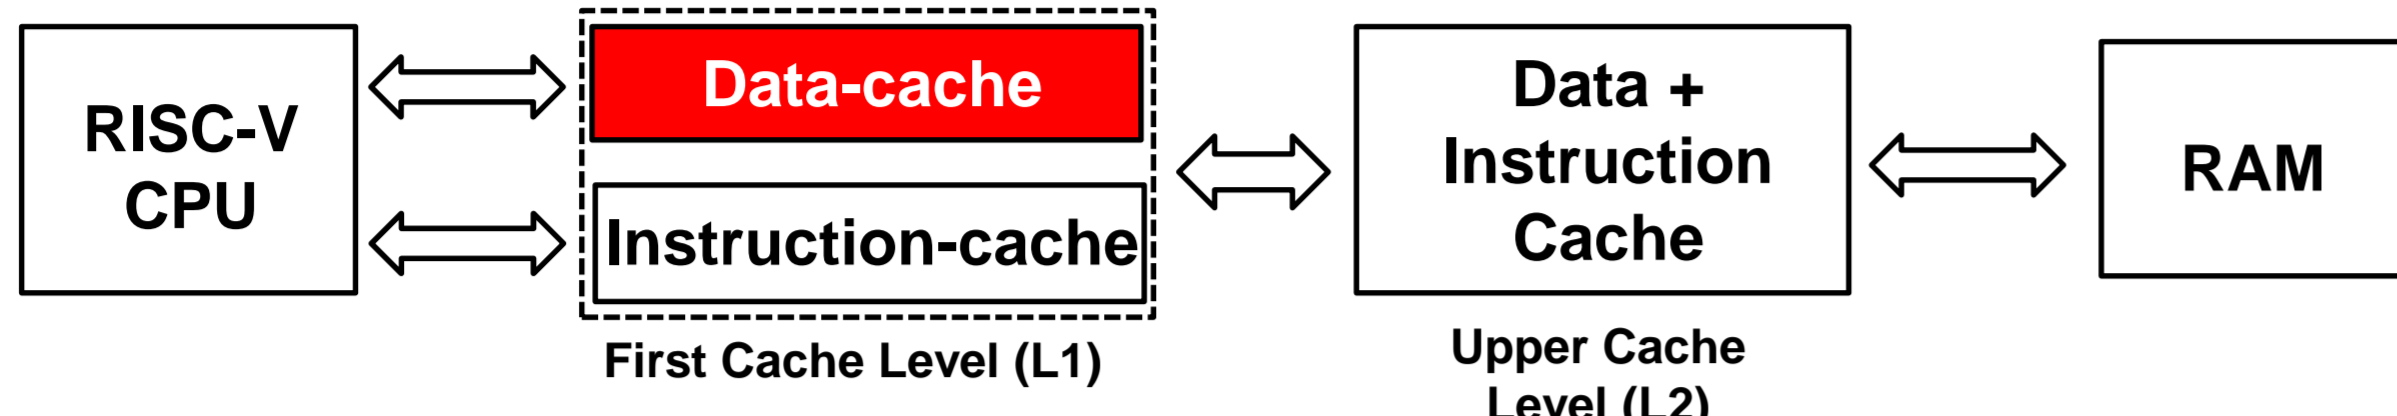 RISC-V
CPU
Data-cache
Instruction-cache
First Cache Level (L1)
Data +
Instruction
Cache
Upper Cache
Level (L2)
RAM